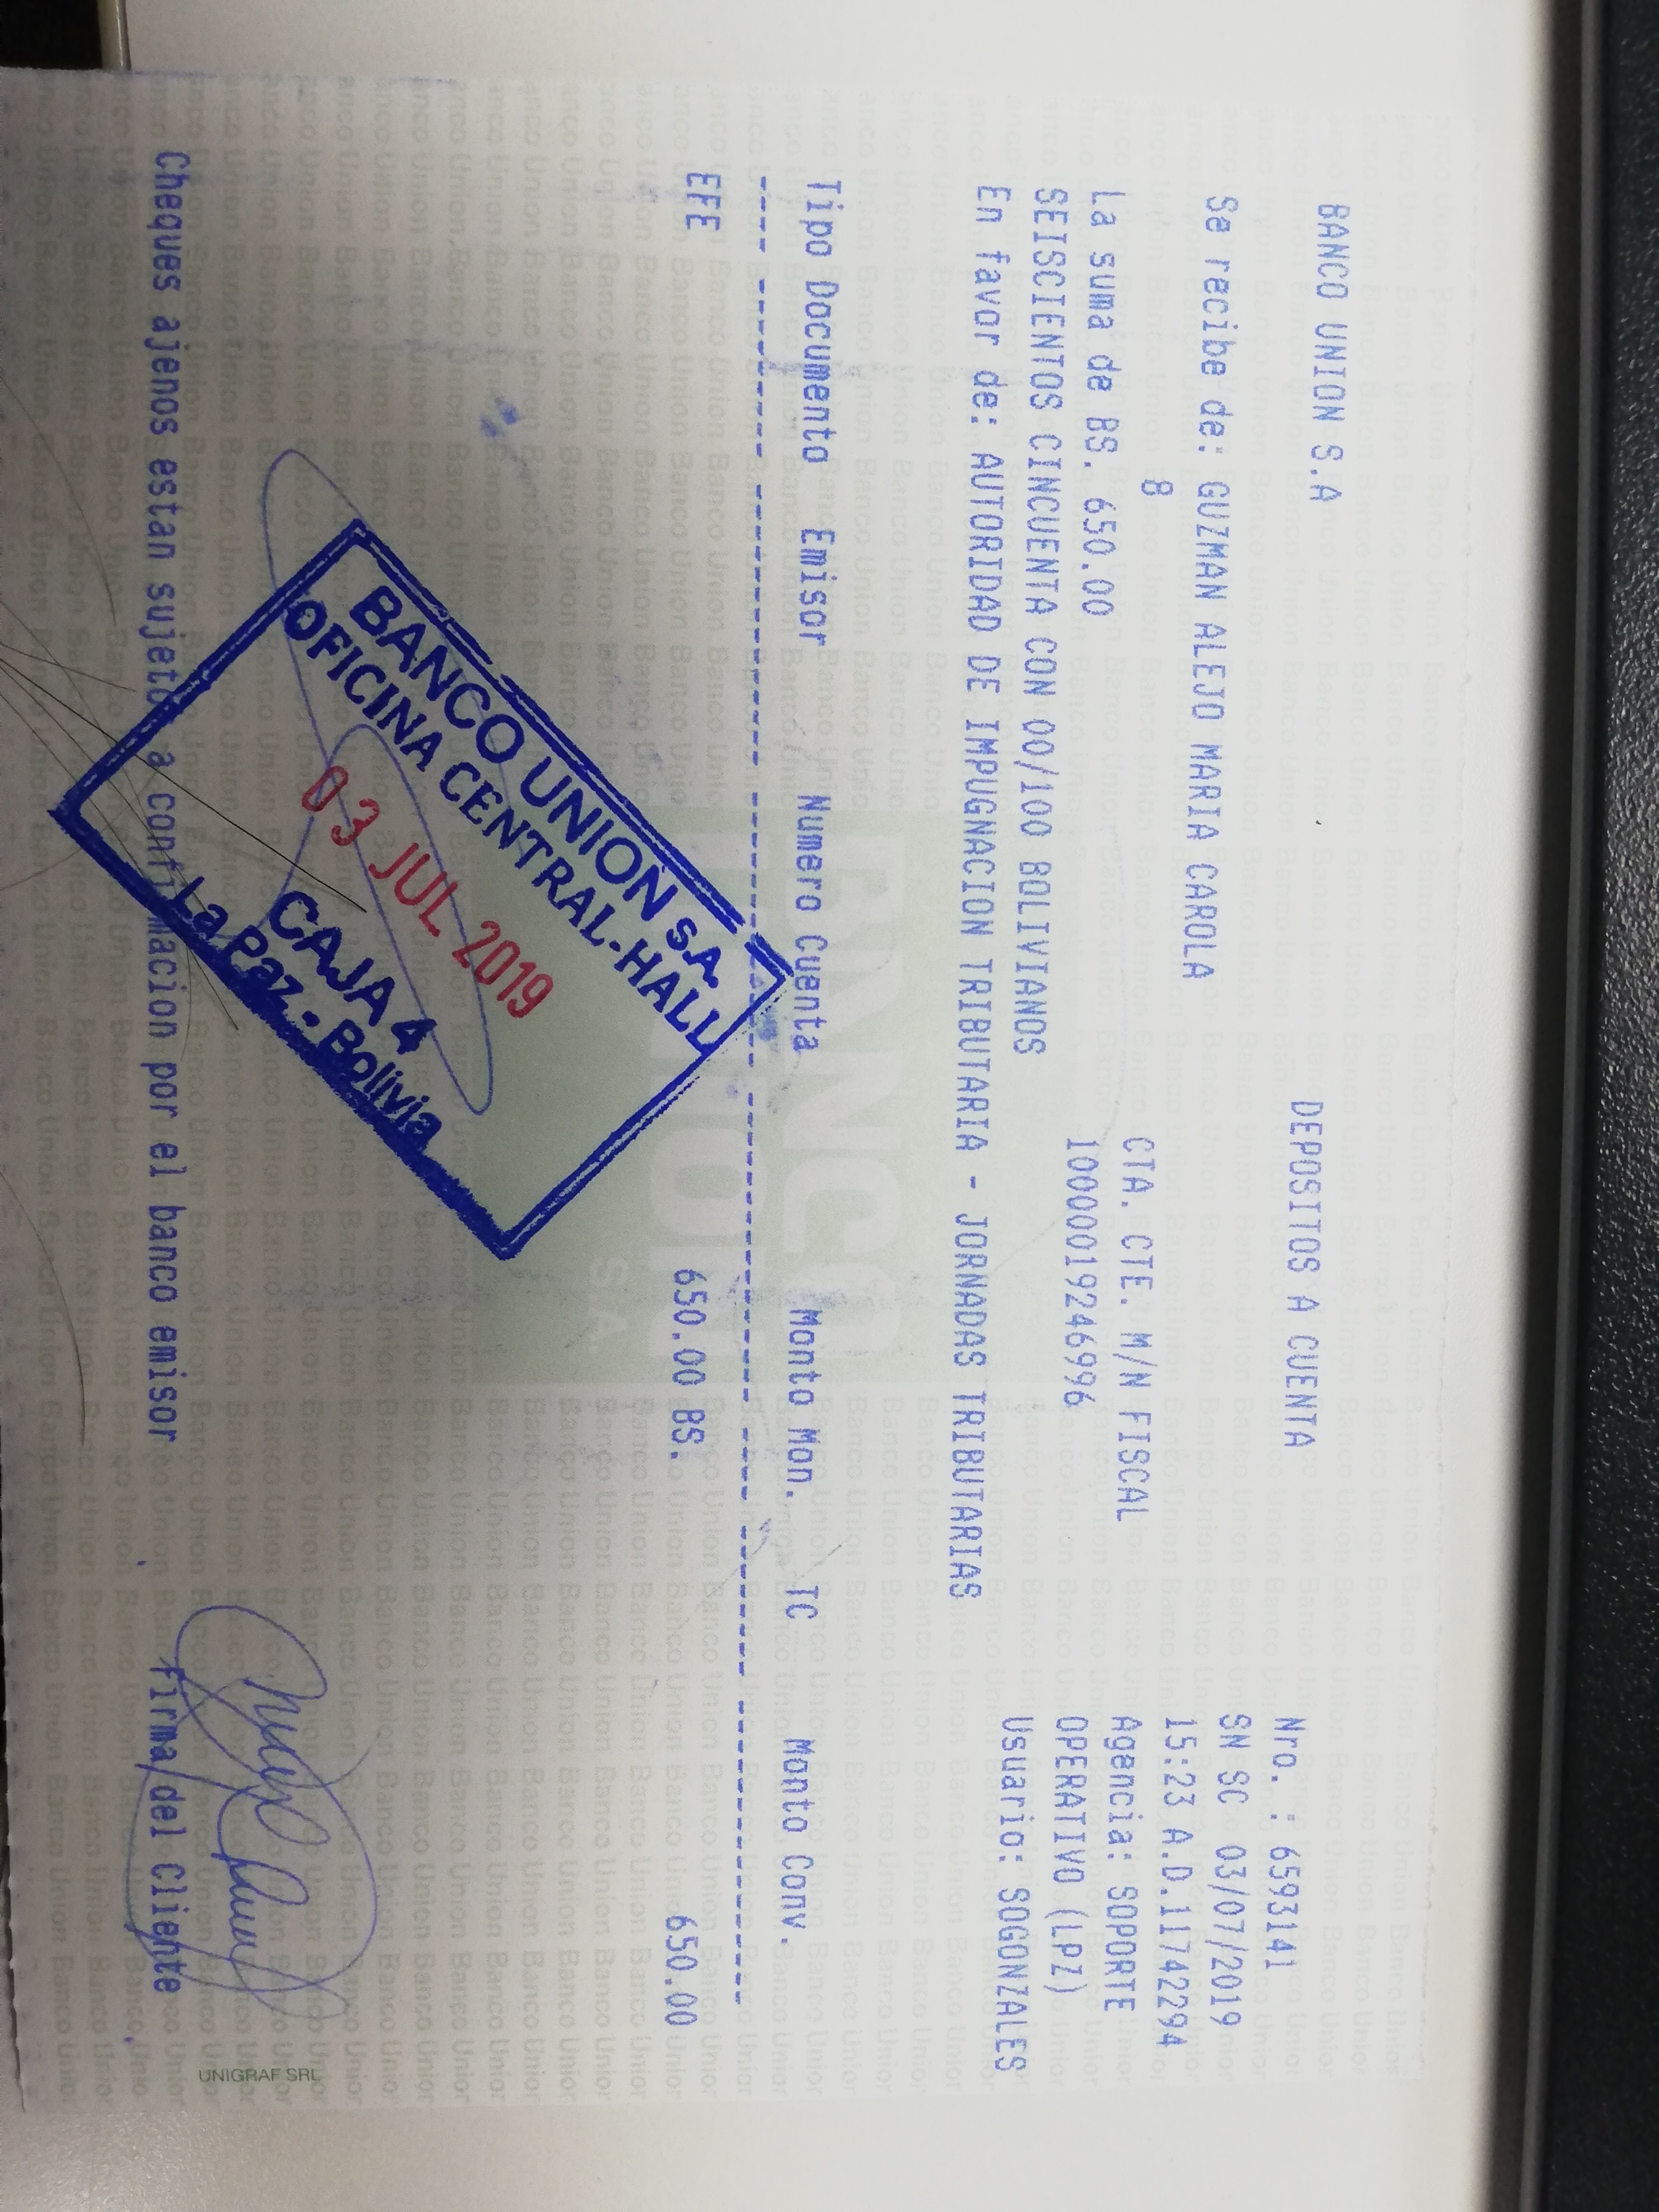 BANCO UNION S.A
DEPOSITOS A CUENTA
Nro. : 6593141
SN SC 03/07/2019
15:23 A.D.11742294
Agencia: SOPORTE
OPERATIVO (LPZ)
Usuario: SOGONZALES
Se recibe de: GUZMAN ALEJO MARIA CAROLA
8
CTA. CTE. M/N FISCAL
La suma de BS. 650.00
10000019246996
SEISCIENTOS CINCUENTA CON 00/100 BOLIVIANOS
En favor de: AUTORIDAD DE IMPUGNACION TRIBUTARIA - JORNADAS TRIBUTARIAS
Tipo Documento Emisor Numero Cuenta Monto Mon. TC Monto Conv.
EFE 650.00 BS. 650.00
BANCO UNION S.A.
OFICINA CENTRAL-HALL
03 JUL 2019
CAJA 4
La Paz - Bolivia
Cheques ajenos estan sujetos a confirmacion por el banco emisor
Firma del Cliente
UNIGRAF SRL